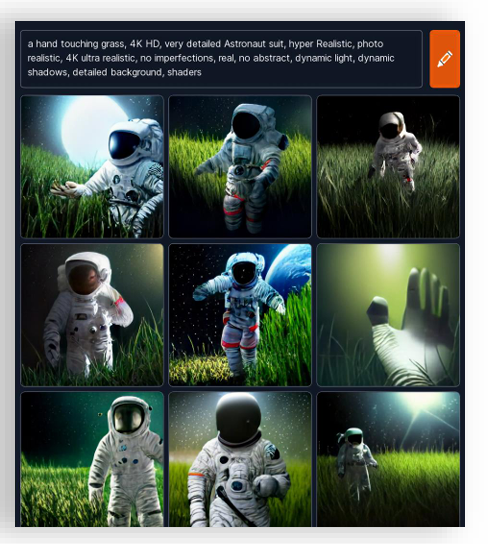 a hand touching grass, 4K HD, very detailed Astronaut suit, hyper Realistic, photo
realistic, 4K ultra realistic, no imperfections, real, no abstract, dynamic light, dynamic
shadows, detailed background, shaders